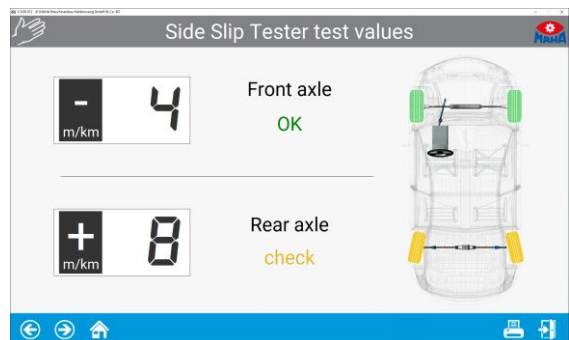 Side Slip Tester test values
MAHA
- 4
m/km
Front axle
OK
+ 8
m/km
Rear axle
check